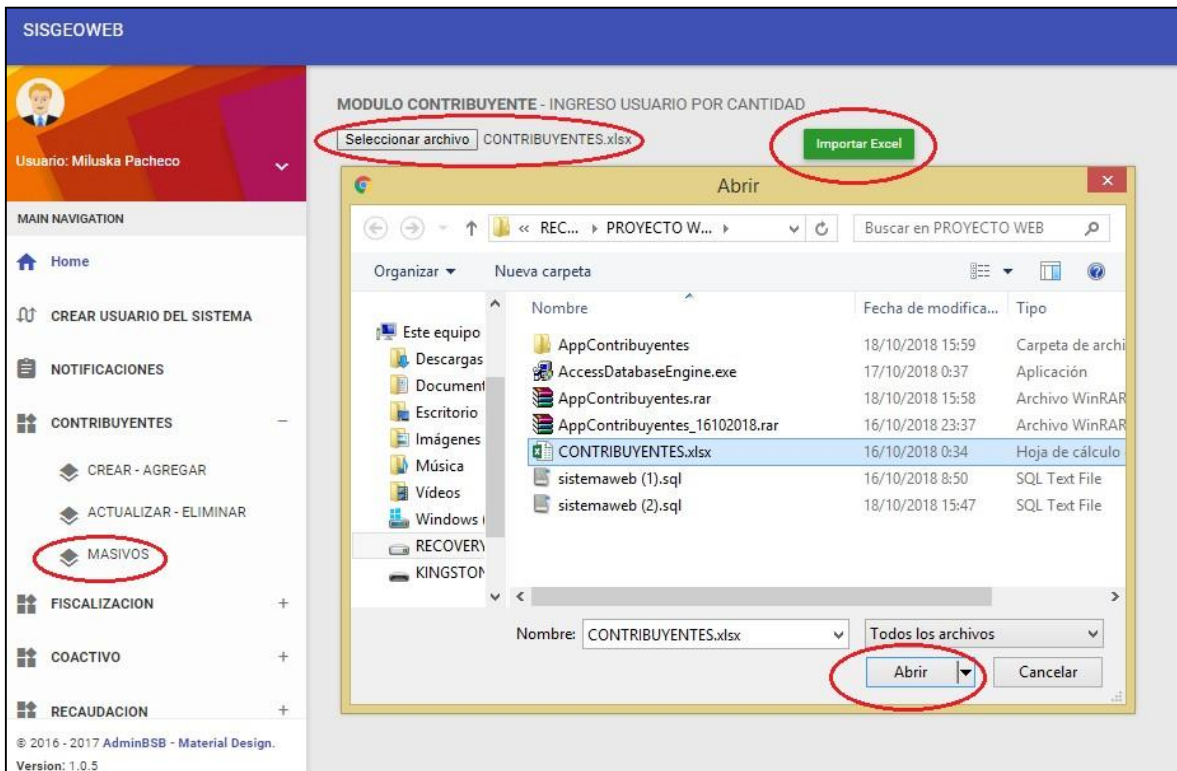 SISGEOWEB
Usuario: Miluska Pacheco
MAIN NAVIGATION
Home
CREAR USUARIO DEL SISTEMA
NOTIFICACIONES
CONTRIBUYENTES
CREAR - AGREGAR
ACTUALIZAR - ELIMINAR
MASIVOS
FISCALIZACION
COACTIVO
RECAUDACION
© 2016 - 2017 AdminBSB - Material Design.
Version: 1.0.5
MODULO CONTRIBUYENTE - INGRESO USUARIO POR CANTIDAD
Seleccionar archivo CONTRIBUYENTES.xlsx
Importar Excel
Abrir
« REC... PROYECTO W... Buscar en PROYECTO WEB
Organizar Nueva carpeta
Este equipo
Descargas
Document
Escritorio
Imágenes
Música
Vídeos
Windows (
RECOVERY
KINGSTON
Nombre Fecha de modifica... Tipo
AppContribuyentes 18/10/2018 15:59 Carpeta de archi
AccessDatabaseEngine.exe 17/10/2018 0:37 Aplicación
AppContribuyentes.rar 18/10/2018 15:58 Archivo WinRAR
AppContribuyentes_16102018.rar 16/10/2018 23:37 Archivo WinRAR
CONTRIBUYENTES.xlsx 16/10/2018 0:34 Hoja de cálculo
sistemaweb (1).sql 16/10/2018 8:50 SQL Text File
sistemaweb (2).sql 18/10/2018 15:47 SQL Text File
Nombre: CONTRIBUYENTES.xlsx Todos los archivos
Abrir Cancelar